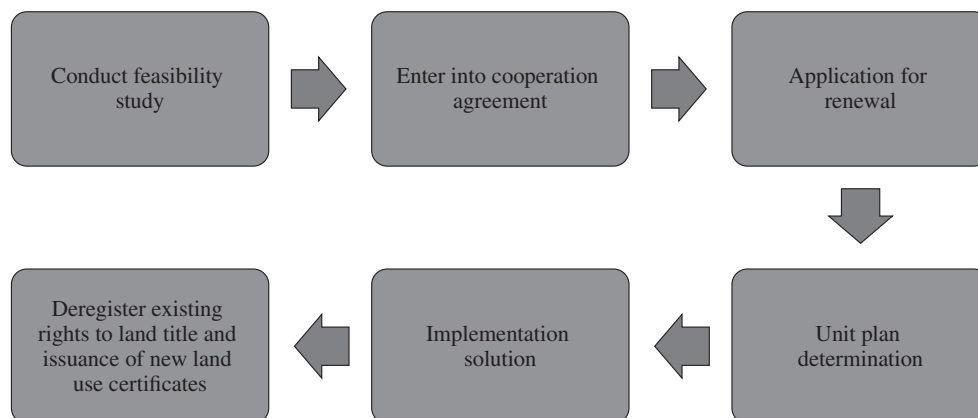 Conduct feasibility
study
Enter into cooperation
agreement
Application for
renewal
Unit plan
determination
Implementation
solution
Deregister existing
rights to land title and
issuance of new land
use certificates